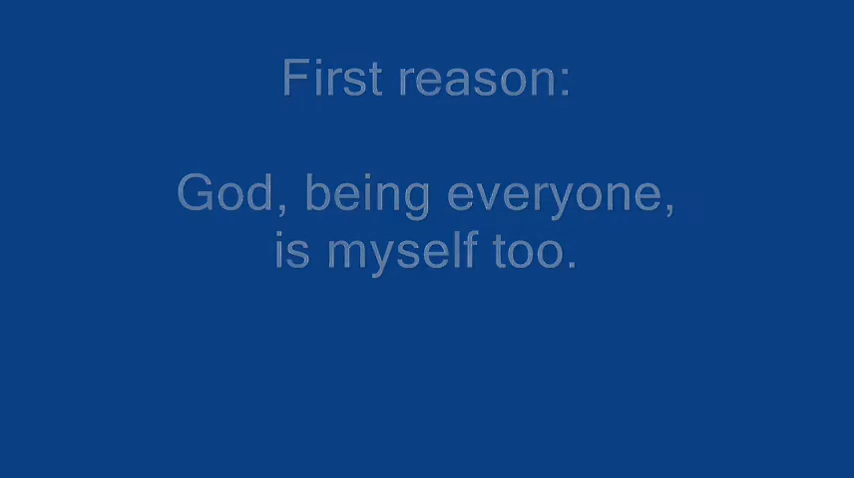 First reason:
God, being everyone,
is myself too.